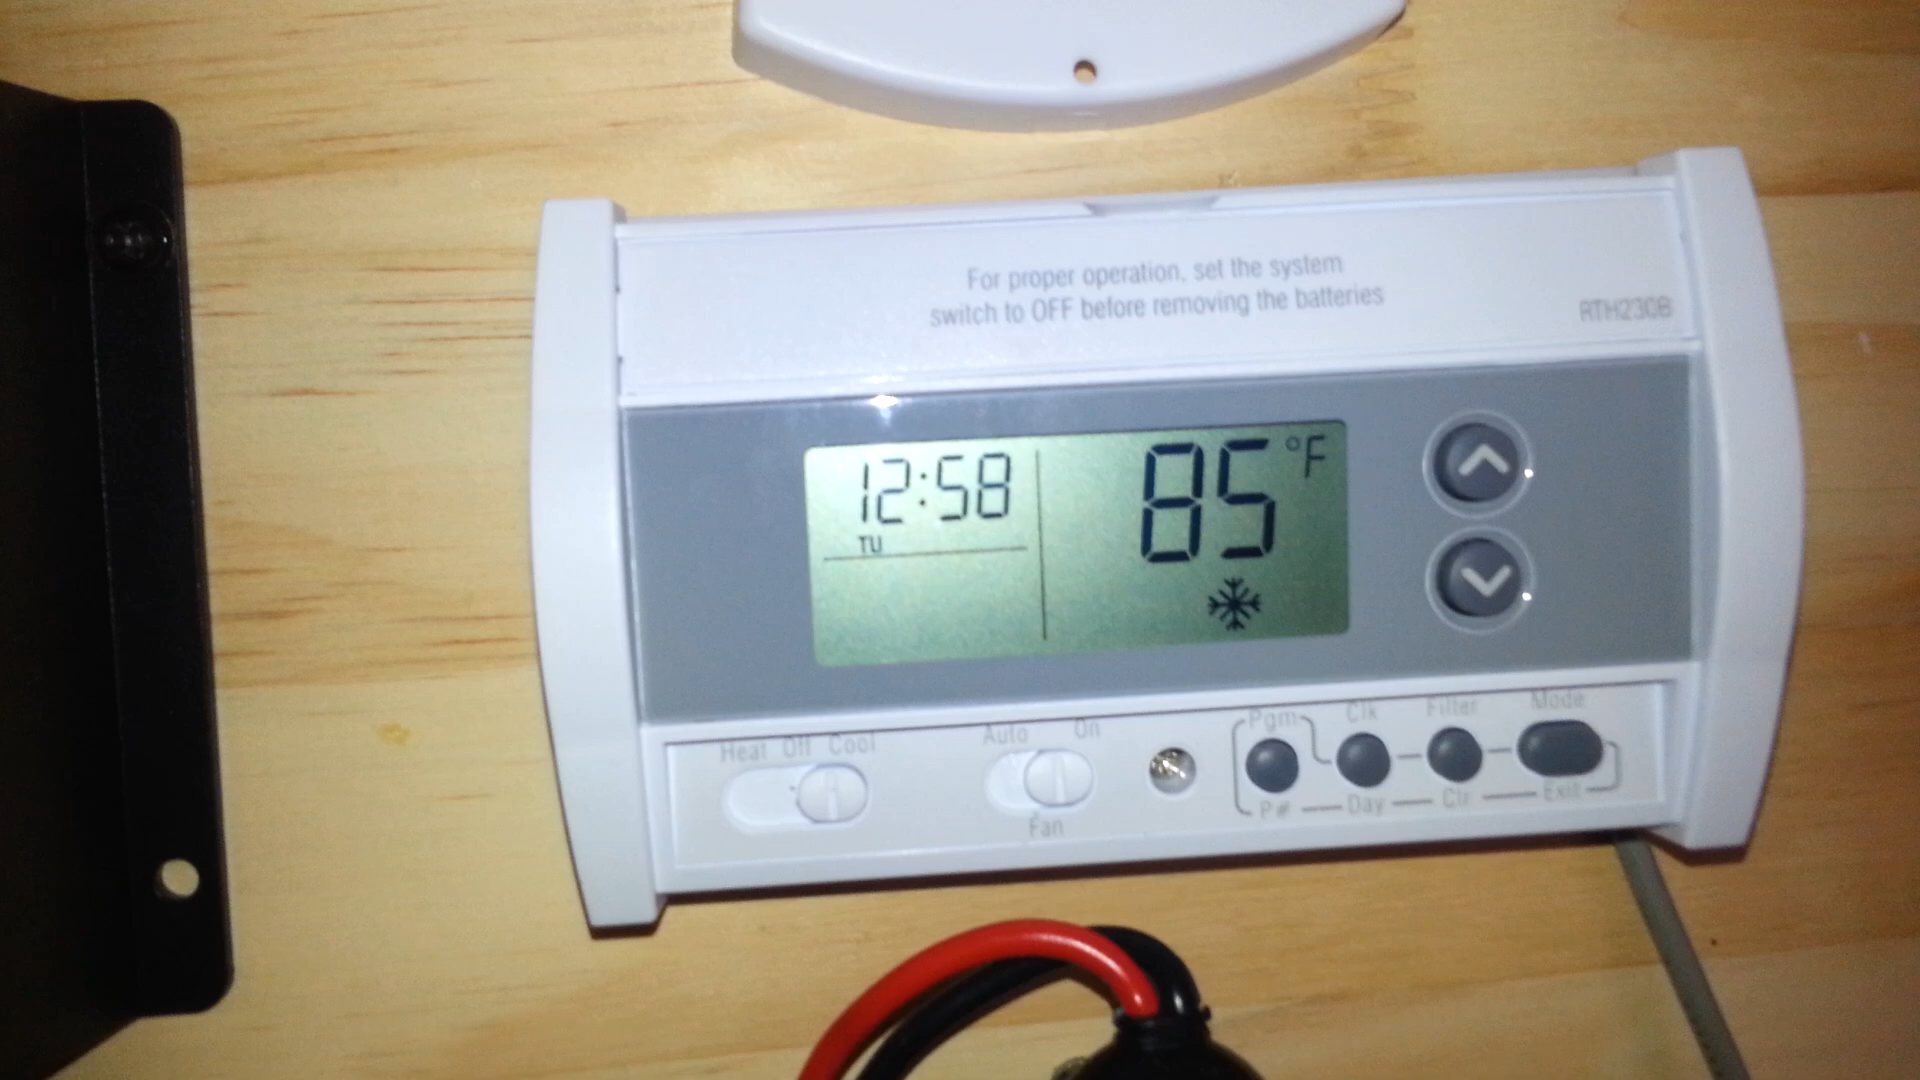 For proper operation, set the system
switch to OFF before removing the batteries
RTH230B
12:58
TU
85 °F
Heat Off Cool
Auto On
Fan
Pgm Clk Filter Mode
P# Day Clr Exit